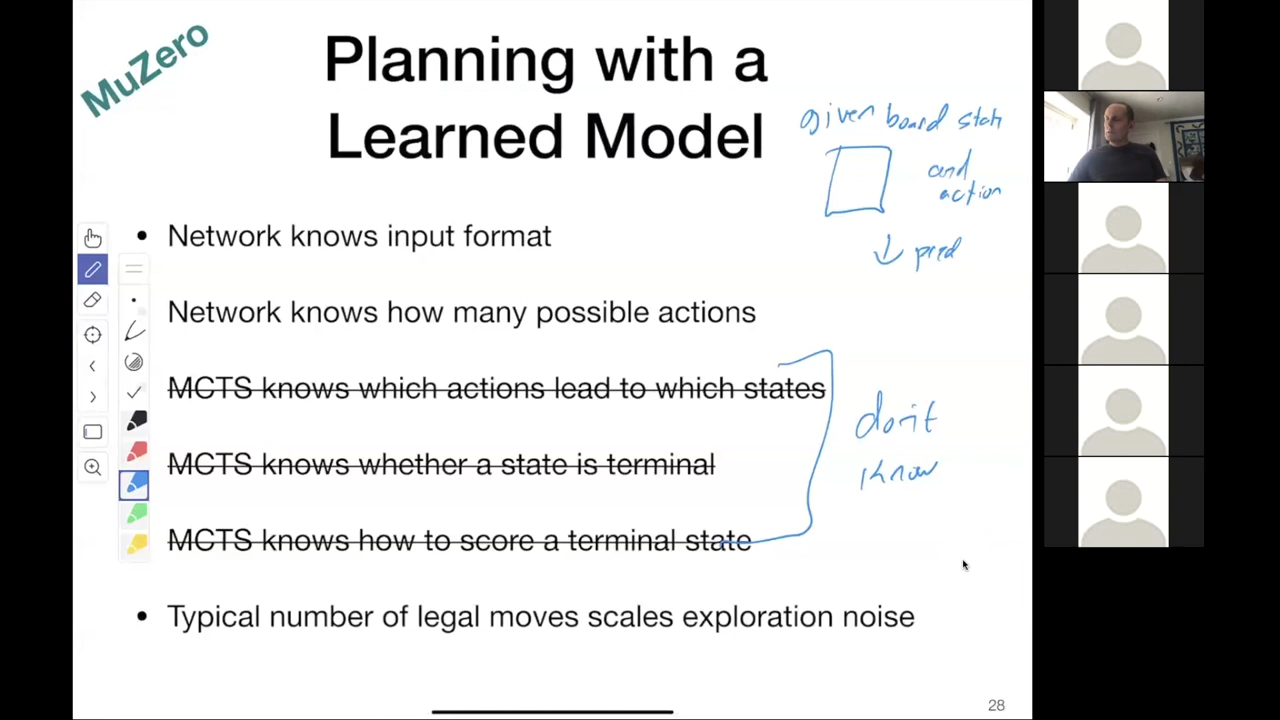 MuZero
Planning with a
Learned Model
given board state
and
action
↓ pred
• Network knows input format
Network knows how many possible actions
MCTS knows which actions lead to which states
MCTS knows whether a state is terminal
MCTS knows how to score a terminal state
don't
know
• Typical number of legal moves scales exploration noise
28